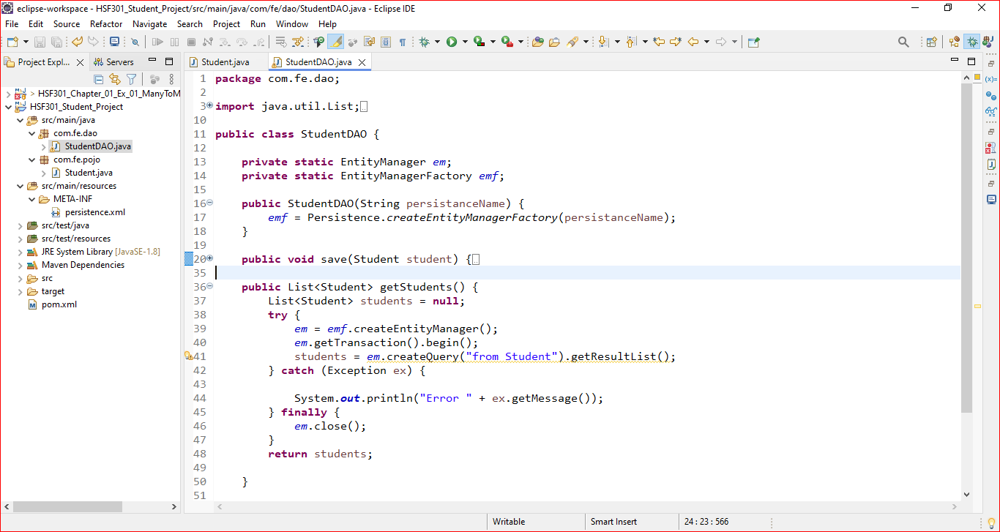 eclipse-workspace - HSF301_Student_Project/src/main/java/com/fe/dao/StudentDAO.java - Eclipse IDE
File Edit Source Refactor Navigate Search Project Run Window Help
Project Expl... Servers
> HSF301_Chapter_01_Ex_01_ManyToM
HSF301_Student_Project
src/main/java
com.fe.dao
StudentDAO.java
com.fe.pojo
Student.java
src/main/resources
META-INF
persistence.xml
src/test/java
src/test/resources
JRE System Library [JavaSE-1.8]
Maven Dependencies
src
target
pom.xml
Student.java StudentDAO.java
1 package com.fe.dao;
2
3 import java.util.List;
10
11 public class StudentDAO {
12
13 private static EntityManager em;
14 private static EntityManagerFactory emf;
15
16 public StudentDAO(String persistanceName) {
17 emf = Persistence.createEntityManagerFactory(persistanceName);
18 }
19
20 public void save(Student student) {
35
36 public List<Student> getStudents() {
37 List<Student> students = null;
38 try {
39 em = emf.createEntityManager();
40 em.getTransaction().begin();
41 students = em.createQuery("from Student").getResultList();
42 } catch (Exception ex) {
43
44 System.out.println("Error " + ex.getMessage());
45 } finally {
46 em.close();
47 }
48 return students;
49
50 }
51
Writable Smart Insert 24 : 23 : 566